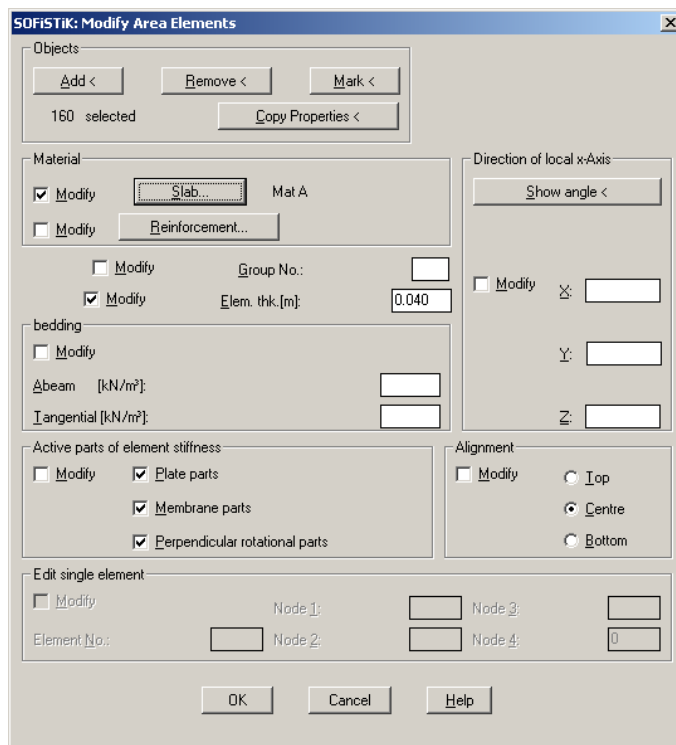 SOFiSTiK: Modify Area Elements
Objects
Add < Remove < Mark <
160 selected Copy Properties <
Material
Modify Slab... Mat A
Modify Reinforcement...
Direction of local x-Axis
Show angle <
Modify X:
Y:
Z:
Modify Group No.:
Modify Elem. thk.[m]: 0.040
bedding
Modify
Abeam [kN/m³]:
Tangential [kN/m³]:
Active parts of element stiffness
Modify Plate parts
Membrane parts
Perpendicular rotational parts
Alignment
Modify Top
Centre
Bottom
Edit single element
Modify Node 1: Node 3:
Element No.: Node 2: Node 4: 0
OK Cancel Help